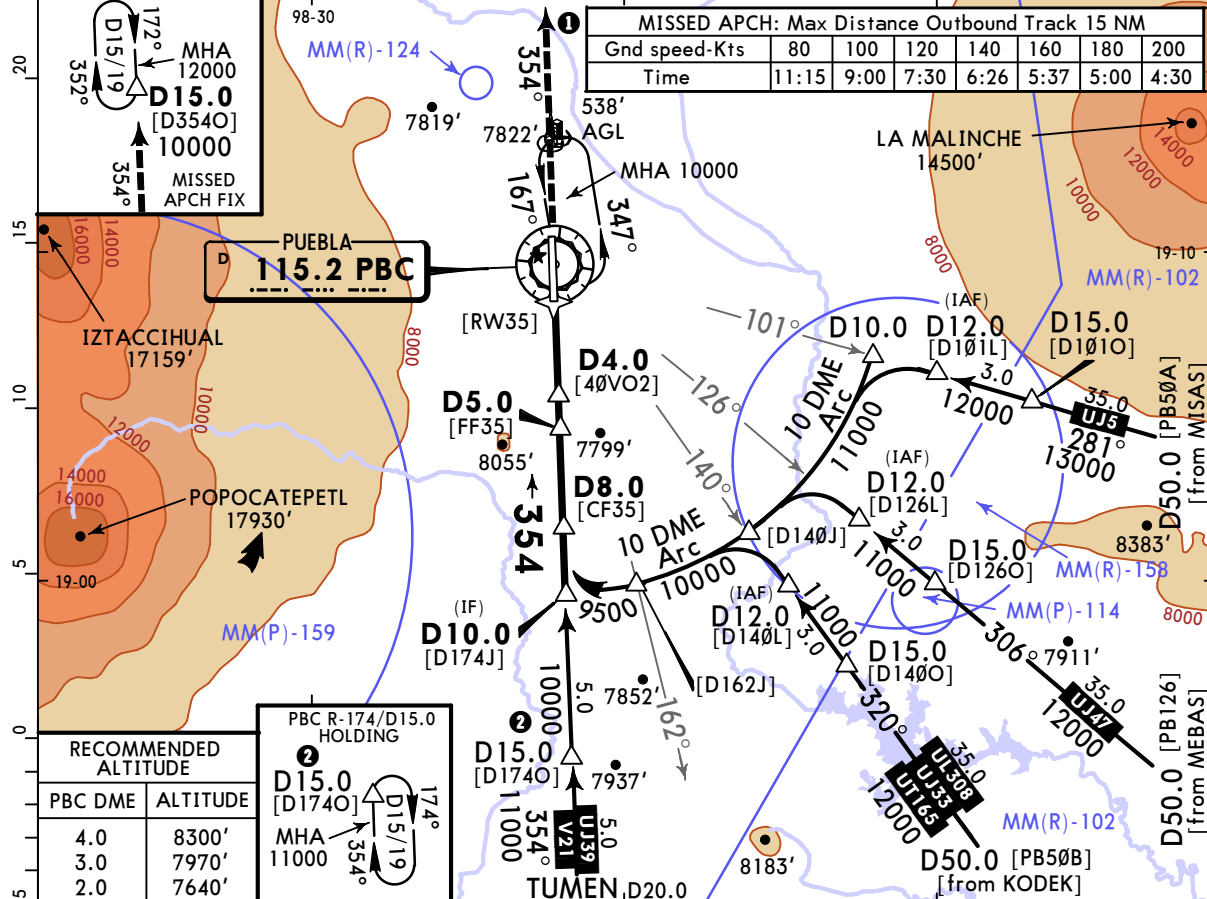 172°
D15/19
352°
MHA
12000
D15.0
[D354O]
10000
354°
MISSED
APCH FIX
98-30
MM(R)-124
7819'
354°
1
538'
AGL
7822'
MHA 10000
167°
347°
MISSED APCH: Max Distance Outbound Track 15 NM
Gnd speed-Kts 80 100 120 140 160 180 200
Time 11:15 9:00 7:30 6:26 5:37 5:00 4:30
LA MALINCHE
14500'
14000
12000
10000
8000
19-10
MM(R)-102
20
15
10
5
0
5
16000
14000
IZTACCIHUAL
17159'
PUEBLA
D
115.2 PBC
[RW35]
8000
10000
12000
14000
16000
POPOCATEPETL
17930'
19-00
MM(P)-159
D4.0
[4ØVO2]
D5.0
[FF35]
8055'
7799'
D8.0
[CF35]
354
(IF)
D10.0
[D174J]
9500
10 DME
Arc
10000
101°
126°
140°
162°
D10.0
10 DME
Arc
11000
(IAF)
D12.0
[D1Ø1L]
3.0
12000
D15.0
[D1Ø1O]
35.0
UJ5
281°
13000
D50.0 [PB5ØA]
[from MISAS]
(IAF)
D12.0
[D126L]
3.0
11000
D15.0
[D126O]
8383'
MM(R)-158
MM(P)-114
8000
306°
7911'
35.0
UJ47
12000
D50.0 [PB126]
[from MEBAS]
[D14ØJ]
(IAF)
D12.0
[D14ØL]
11000
3.0
D15.0
[D14ØO]
320°
35.0
UL308
UJ33
UT165
12000
MM(R)-102
D50.0 [PB5ØB]
[from KODEK]
[D162J]
7852'
7937'
8183'
10000
5.0
2
D15.0
[D174O]
354°
11000
V21
UJ39
5.0
TUMEN D20.0
PBC R-174/D15.0
HOLDING
2
D15.0
[D174O]
MHA
11000
D15/19
174°
354°
RECOMMENDED
ALTITUDE
PBC DME ALTITUDE
4.0 8300'
3.0 7970'
2.0 7640'